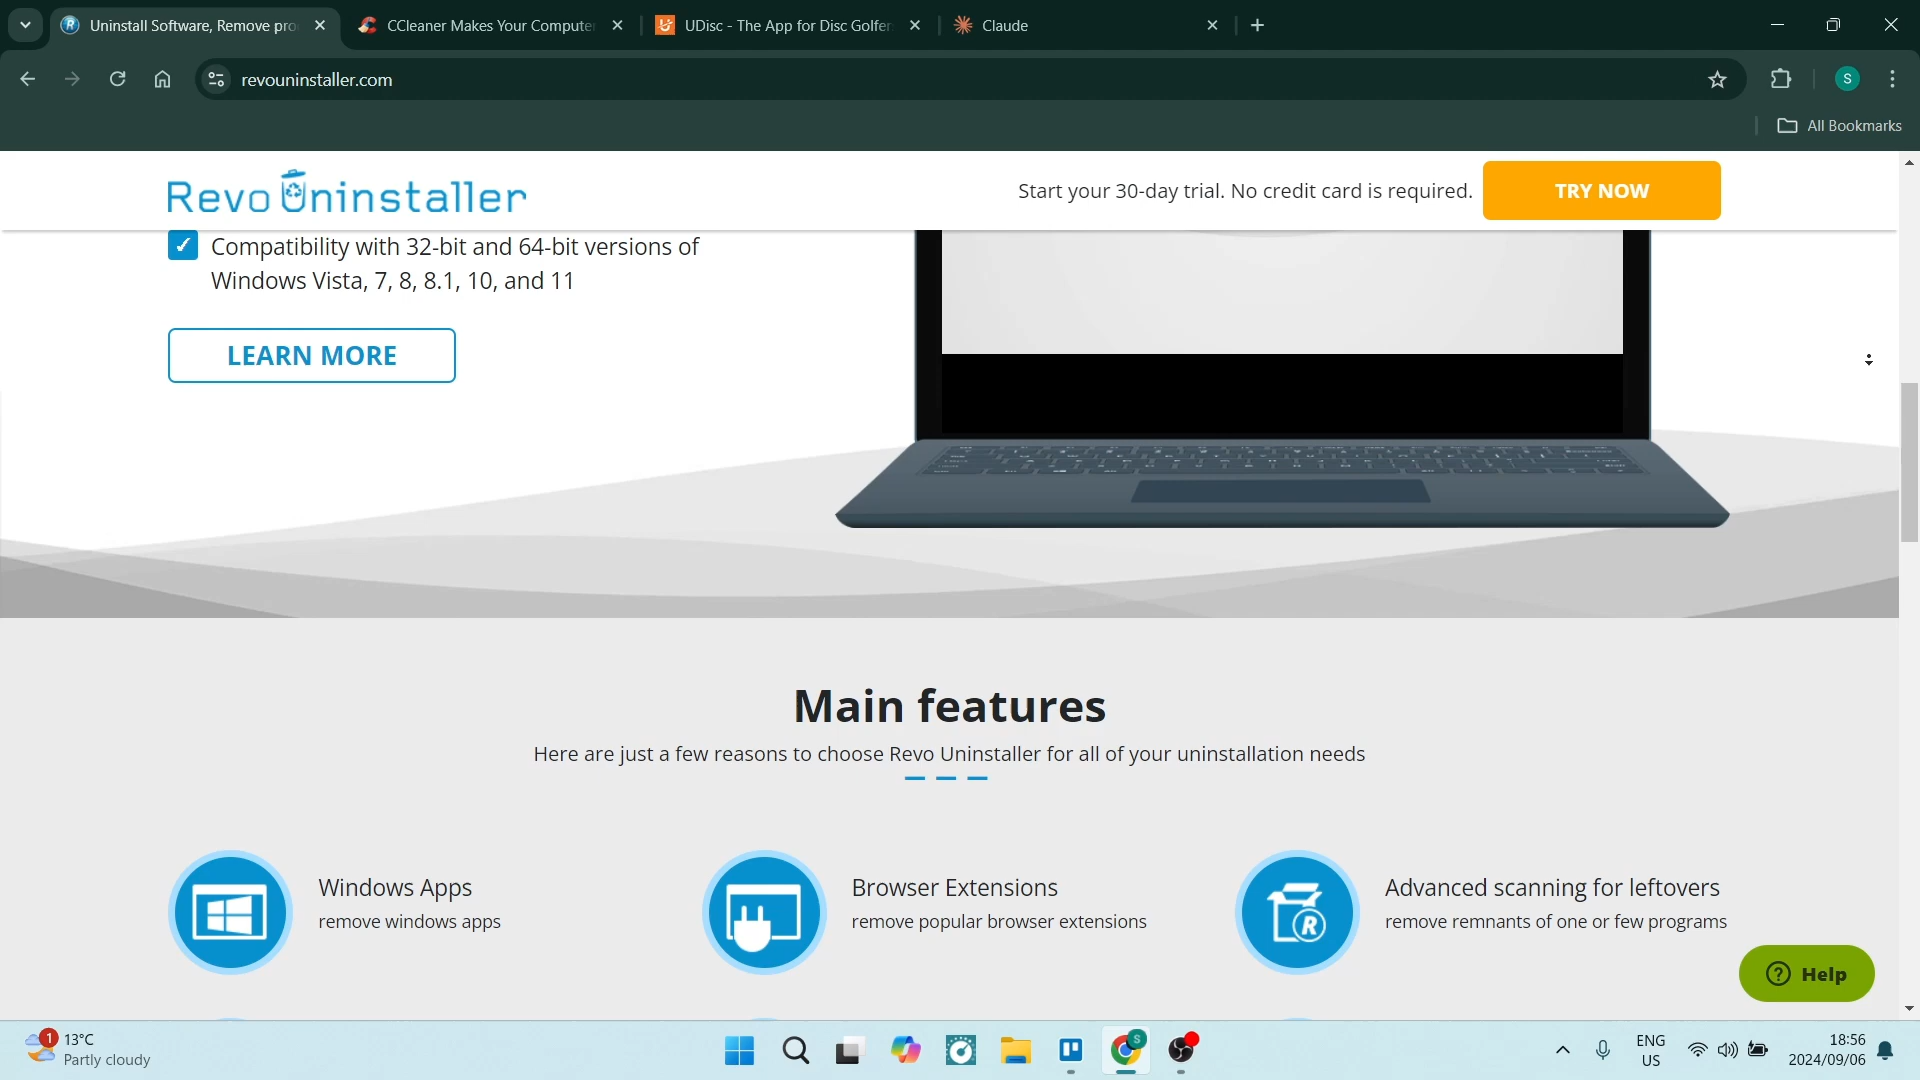 Uninstall Software, Remove pro
CCleaner Makes Your Compute
UDisc - The App for Disc Golfer
Claude
revouninstaller.com
S
All Bookmarks
Revo Uninstaller
Start your 30-day trial. No credit card is required.
TRY NOW
Compatibility with 32-bit and 64-bit versions of
Windows Vista, 7, 8, 8.1, 10, and 11
LEARN MORE
Main features
Here are just a few reasons to choose Revo Uninstaller for all of your uninstallation needs
Windows Apps
remove windows apps
Browser Extensions
remove popular browser extensions
R
Advanced scanning for leftovers
remove remnants of one or few programs
Help
1
13°C
Partly cloudy
S
ENG
US
18:56
2024/09/06